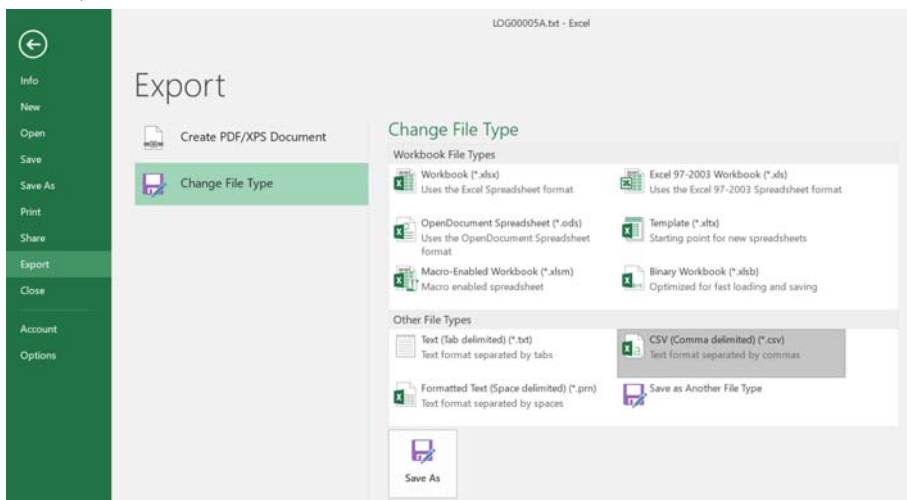 LOG00005A.txt - Excel
Info
New
Open
Save
Save As
Print
Share
Export
Close
Account
Options
Export
Create PDF/XPS Document
Change File Type
Change File Type
Workbook File Types
Workbook (*.xlsx)
Uses the Excel Spreadsheet format
Excel 97-2003 Workbook (*.xls)
Uses the Excel 97-2003 Spreadsheet format
OpenDocument Spreadsheet (*.ods)
Uses the OpenDocument Spreadsheet
format
Template (*.xltx)
Starting point for new spreadsheets
Macro-Enabled Workbook (*.xlsm)
Macro enabled spreadsheet
Binary Workbook (*.xlsb)
Optimized for fast loading and saving
Other File Types
Text (Tab delimited) (*.txt)
Text format separated by tabs
CSV (Comma delimited) (*.csv)
Text format separated by commas
Formatted Text (Space delimited) (*.prn)
Text format separated by spaces
Save as Another File Type
Save As